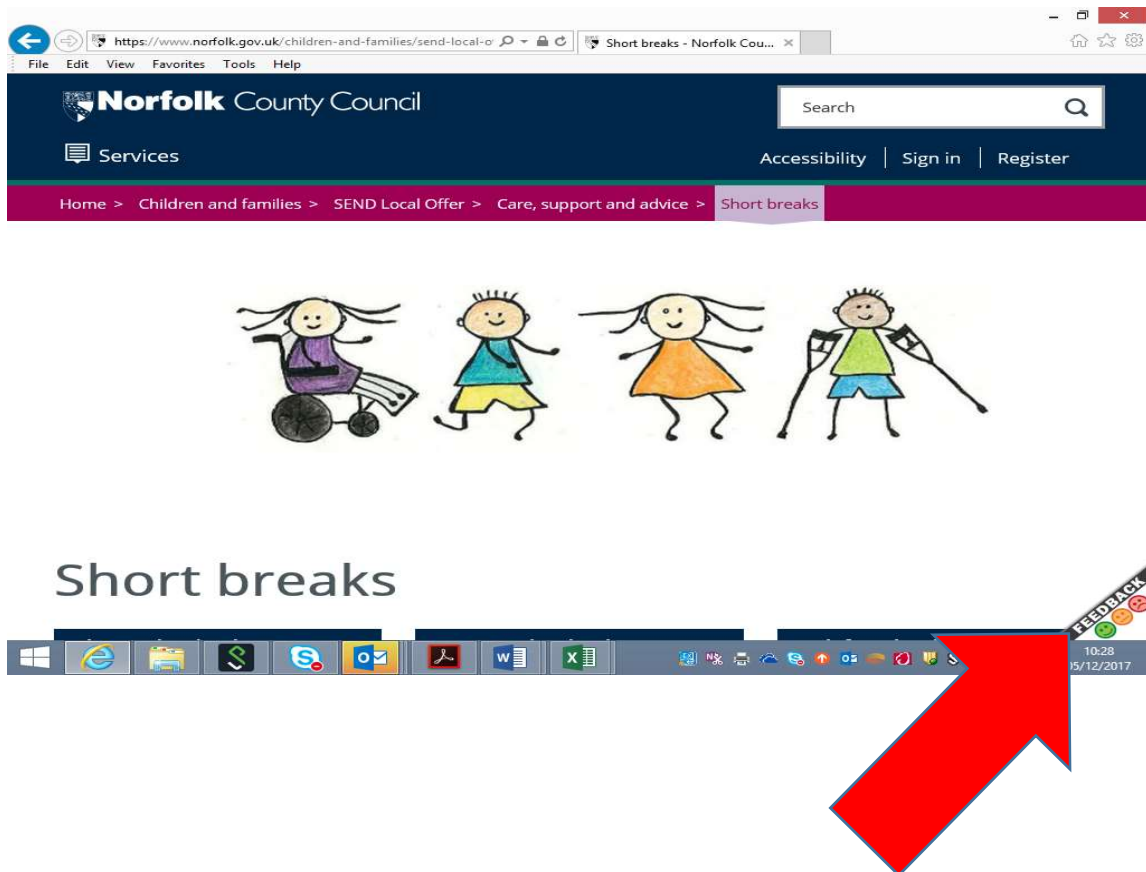 https://www.norfolk.gov.uk/children-and-families/send-local-o
Short breaks - Norfolk Cou...
File Edit View Favorites Tools Help
Norfolk County Council
Search
Services
Accessibility Sign in Register
Home > Children and families > SEND Local Offer > Care, support and advice > Short breaks
Short breaks
FEEDBACK
10:28
05/12/2017